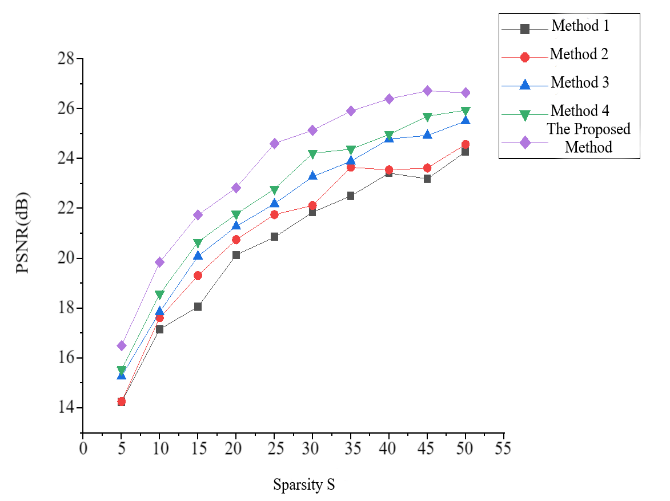 Method 1
Method 2
Method 3
Method 4
The Proposed
Method
28
26
24
22
20
18
16
14
PSNR(dB)
0 5 10 15 20 25 30 35 40 45 50 55
Sparsity S